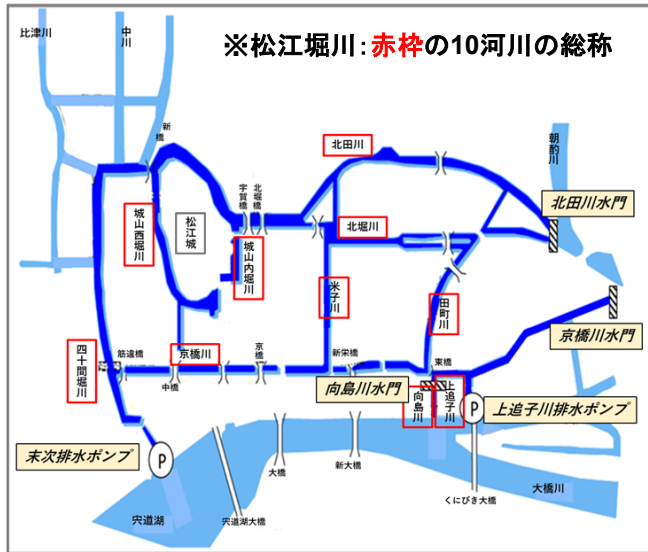 ※松江堀川：赤枠の10河川の総称
比津川
中川
新橋
北田川
朝酌川
宇賀橋
北堀橋
北田川水門
城山西堀川
松江城
城山内堀川
北堀川
米子川
田町川
京橋川水門
四十間堀川
筋違橋
京橋川
中橋
京橋
新栄橋
東橋
向島川水門
向島川
上追子川
P
上追子川排水ポンプ
末次排水ポンプ
P
宍道湖
宍道湖大橋
大橋
新大橋
くにびき大橋
大橋川